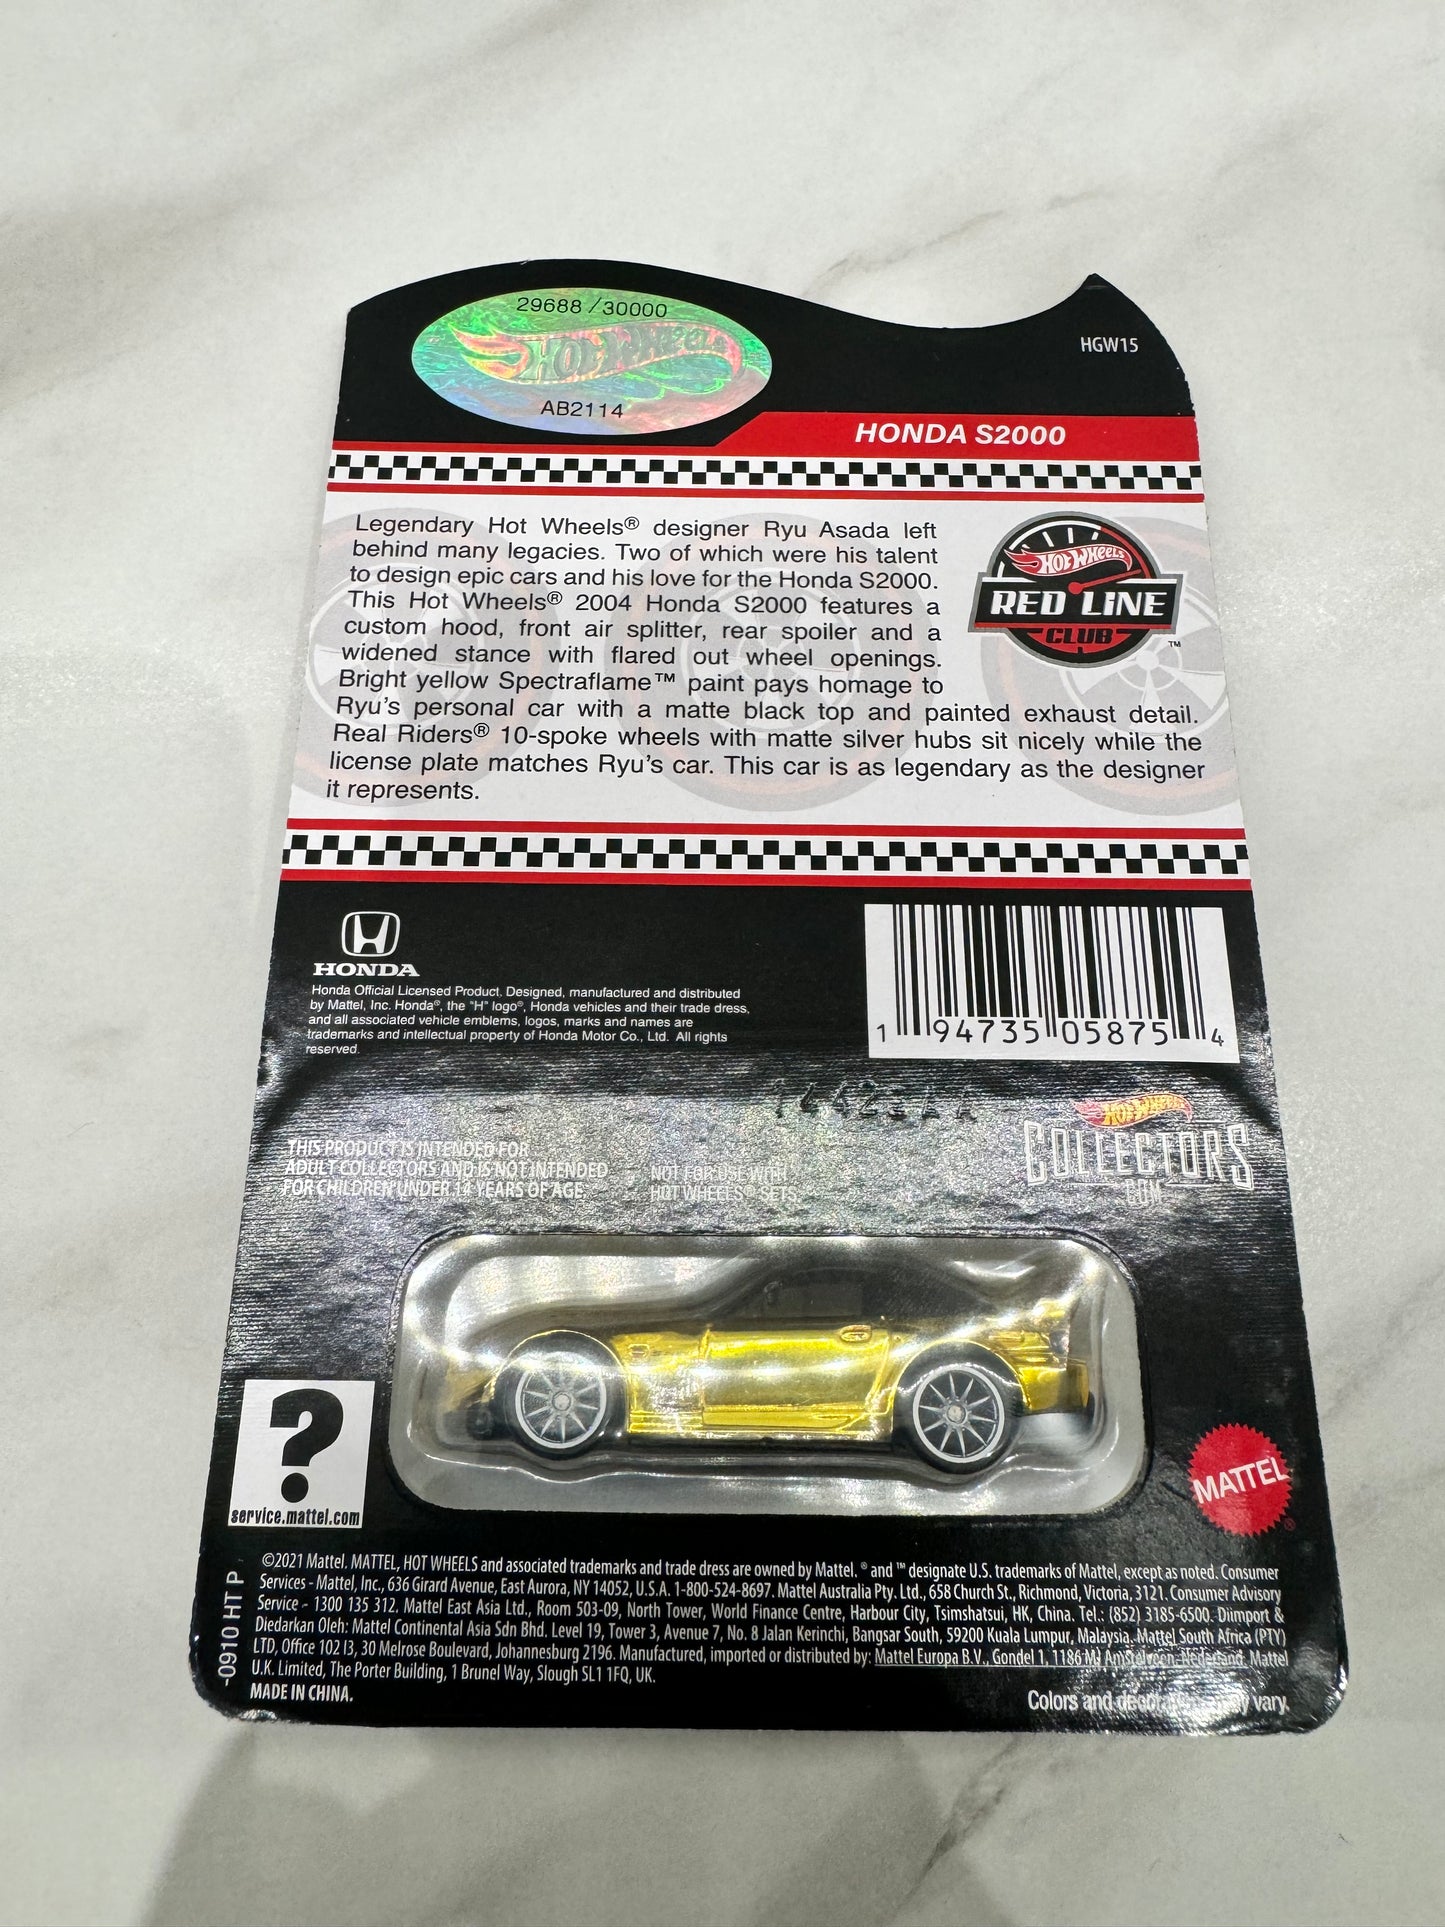 29688 / 30000
HOT WHEELS
AB2114
HGW15
HONDA S2000
Legendary Hot Wheels® designer Ryu Asada left
behind many legacies. Two of which were his talent
to design epic cars and his love for the Honda S2000.
This Hot Wheels® 2004 Honda S2000 features a
custom hood, front air splitter, rear spoiler and a
widened stance with flared out wheel openings.
Bright yellow Spectraflame™ paint pays homage to
Ryu's personal car with a matte black top and painted exhaust detail.
Real Riders® 10-spoke wheels with matte silver hubs sit nicely while the
license plate matches Ryu's car. This car is as legendary as the designer
it represents.
HOT WHEELS
RED LINE
CLUB™
HONDA
Honda Official Licensed Product. Designed, manufactured and distributed
by Mattel, Inc. Honda®, the "H" logo®, Honda vehicles and their trade dress,
and all associated vehicle emblems, logos, marks and names are
trademarks and intellectual property of Honda Motor Co., Ltd. All rights
reserved.
1 94735 05875 4
THIS PRODUCT IS INTENDED FOR
ADULT COLLECTORS AND IS NOT INTENDED
FOR CHILDREN UNDER 14 YEARS OF AGE.
NOT FOR USE WITH
HOT WHEELS® SETS.
HOT WHEELS
COLLECTORS
.COM
?
service.mattel.com
MATTEL®
-0910 HT P
©2021 Mattel. MATTEL, HOT WHEELS and associated trademarks and trade dress are owned by Mattel. ® and ™ designate U.S. trademarks of Mattel, except as noted. Consumer
Services - Mattel, Inc., 636 Girard Avenue, East Aurora, NY 14052, U.S.A. 1-800-524-8697. Mattel Australia Pty. Ltd., 658 Church St., Richmond, Victoria, 3121. Consumer Advisory
Service - 1300 135 312. Mattel East Asia Ltd., Room 503-09, North Tower, World Finance Centre, Harbour City, Tsimshatsui, HK, China. Tel.: (852) 3185-6500. Diimport &
Diedarkan Oleh: Mattel Continental Asia Sdn Bhd. Level 19, Tower 3, Avenue 7, No. 8 Jalan Kerinchi, Bangsar South, 59200 Kuala Lumpur, Malaysia. Mattel South Africa (PTY)
LTD, Office 102 I3, 30 Melrose Boulevard, Johannesburg 2196. Manufactured, imported or distributed by: Mattel Europa B.V., Gondel 1, 1186 MJ Amstelveen, Nederland. Mattel
U.K. Limited, The Porter Building, 1 Brunel Way, Slough SL1 1FQ, UK.
MADE IN CHINA.
Colors and decorations may vary.